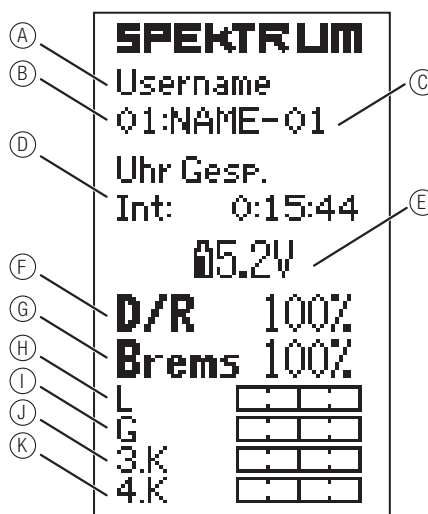 SPEKTRUM
Ⓐ Username
Ⓑ 01:NAME-01 Ⓒ
Ⓓ Uhr Gesp.
Int: 0:15:44
5.2V Ⓔ
Ⓕ D/R 100%
Ⓖ Brems 100%
Ⓗ L
Ⓘ G
Ⓙ 3.K
Ⓚ 4.K